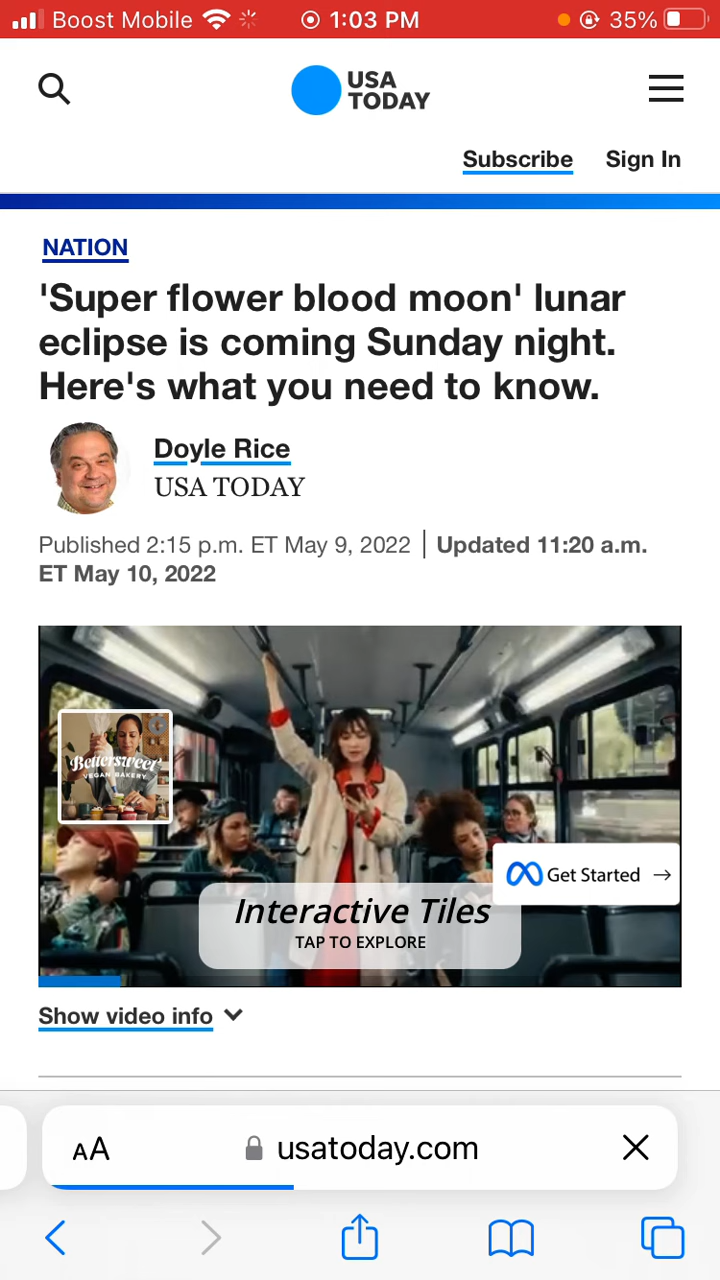 Boost Mobile 1:03 PM 35%
USA
TODAY
Subscribe Sign In
NATION
'Super flower blood moon' lunar
eclipse is coming Sunday night.
Here's what you need to know.
Doyle Rice
USA TODAY
Published 2:15 p.m. ET May 9, 2022 | Updated 11:20 a.m.
ET May 10, 2022
Bettersweet
VEGAN BAKERY
Get Started →
Interactive Tiles
TAP TO EXPLORE
Show video info
AA usatoday.com